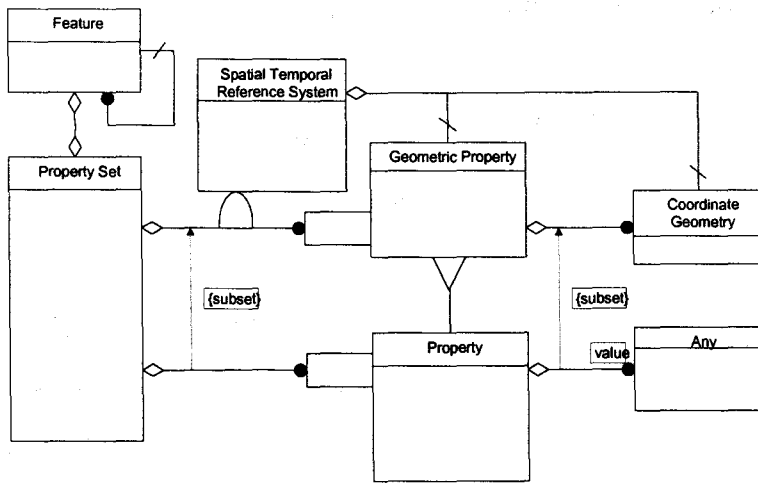 Feature
Spatial Temporal
Reference System
Geometric Property
Property Set
Coordinate
Geometry
{subset}
{subset}
Property
value
Any